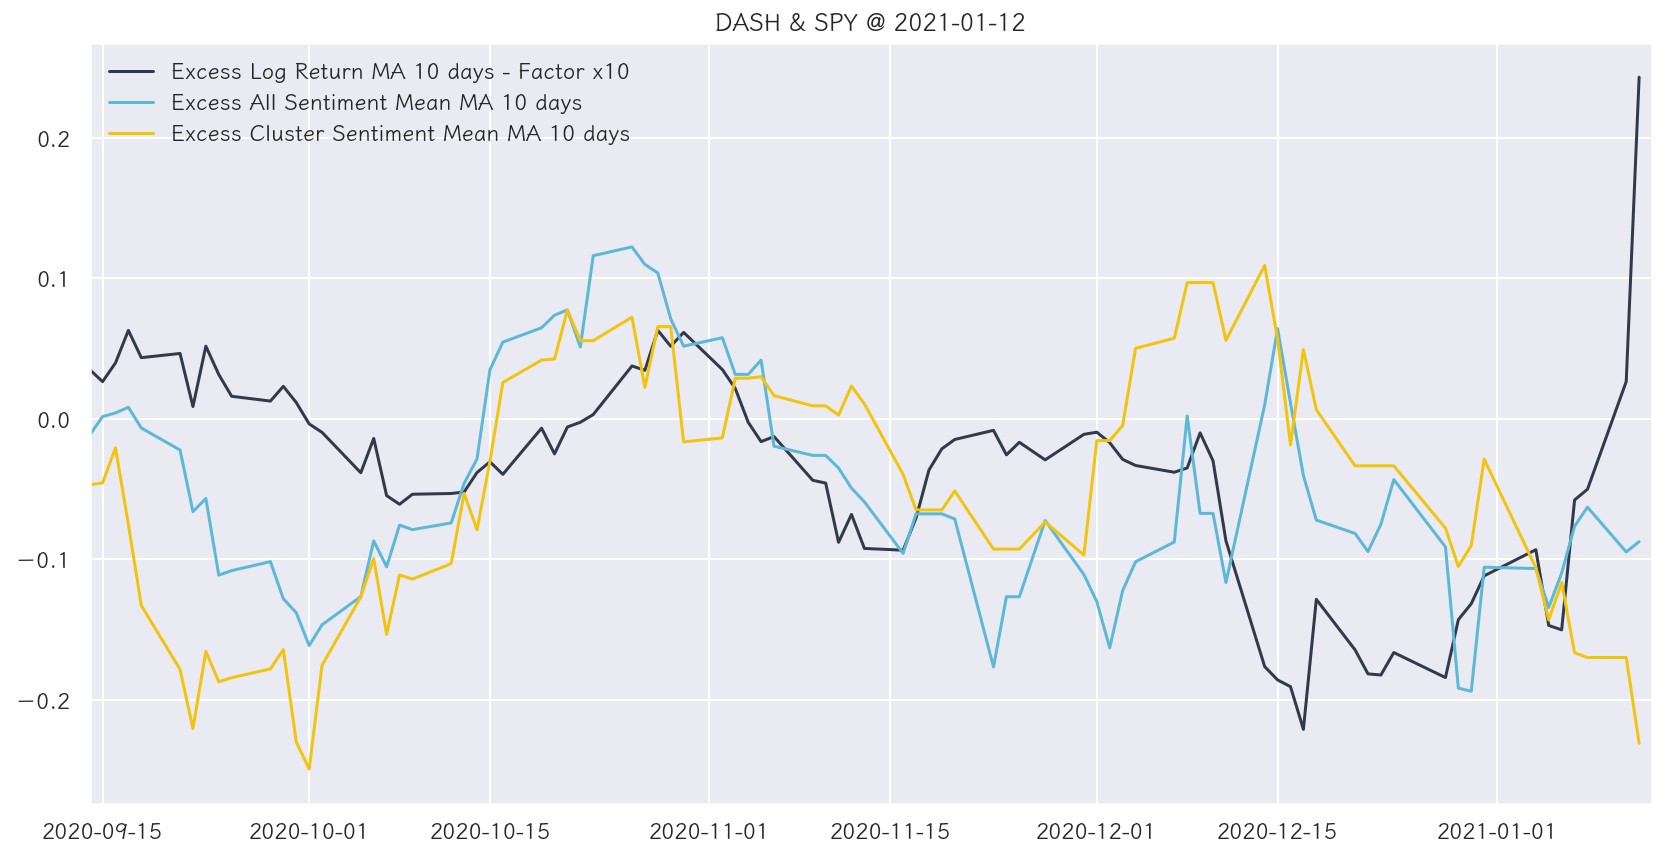 DASH & SPY @ 2021-01-12
Excess Log Return MA 10 days - Factor x10
Excess All Sentiment Mean MA 10 days
Excess Cluster Sentiment Mean MA 10 days
0.2
0.1
0.0
−0.1
−0.2
2020-09-15 2020-10-01 2020-10-15 2020-11-01 2020-11-15 2020-12-01 2020-12-15 2021-01-01